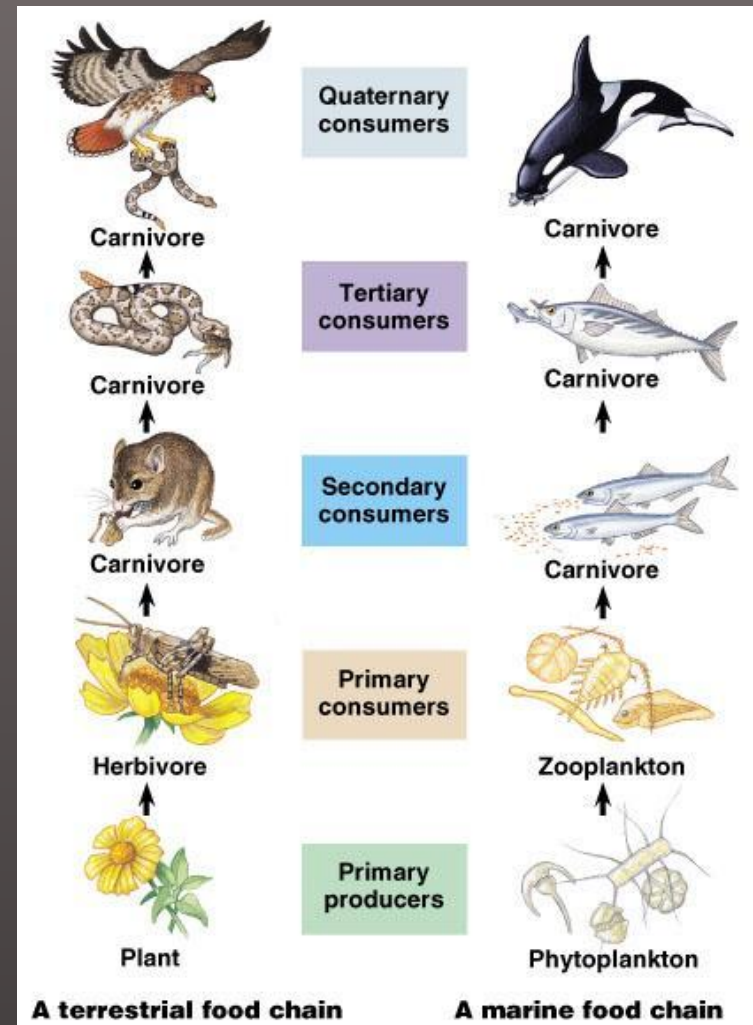 Quaternary
consumers
Carnivore
Carnivore
Tertiary
consumers
Carnivore
Carnivore
Secondary
consumers
Carnivore
Carnivore
Primary
consumers
Herbivore
Zooplankton
Primary
producers
Plant
Phytoplankton
A terrestrial food chain
A marine food chain